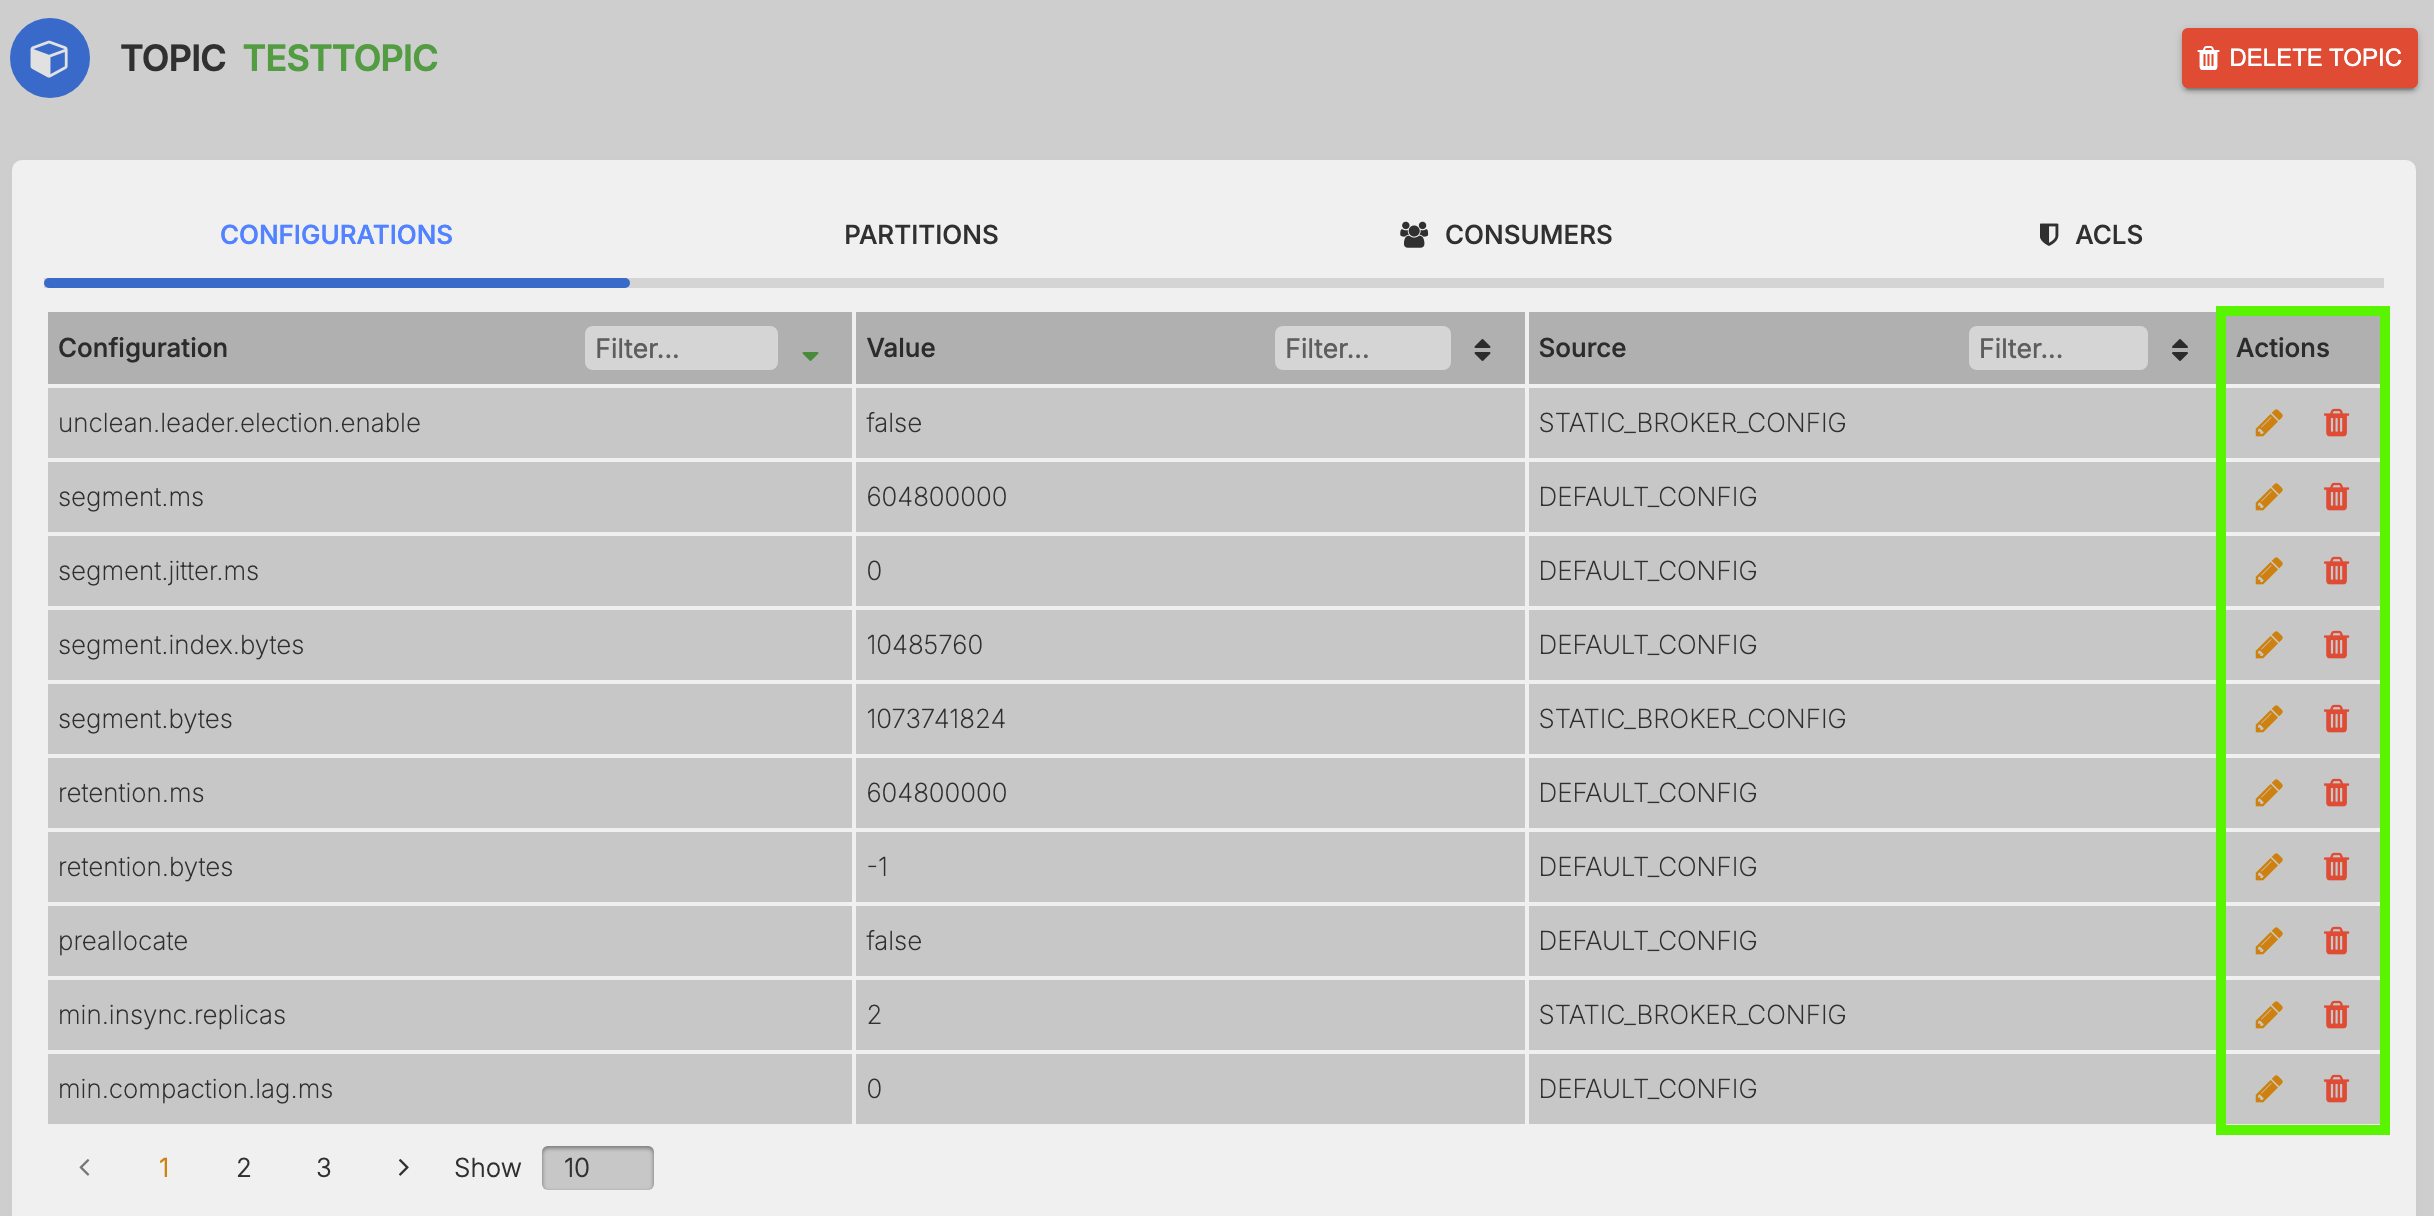 TOPIC TESTTOPIC DELETE TOPIC
CONFIGURATIONS PARTITIONS CONSUMERS ACLS
Configuration Filter... Value Filter... Source Filter... Actions
unclean.leader.election.enable false STATIC_BROKER_CONFIG
segment.ms 604800000 DEFAULT_CONFIG
segment.jitter.ms 0 DEFAULT_CONFIG
segment.index.bytes 10485760 DEFAULT_CONFIG
segment.bytes 1073741824 STATIC_BROKER_CONFIG
retention.ms 604800000 DEFAULT_CONFIG
retention.bytes -1 DEFAULT_CONFIG
preallocate false DEFAULT_CONFIG
min.insync.replicas 2 STATIC_BROKER_CONFIG
min.compaction.lag.ms 0 DEFAULT_CONFIG
1 2 3 Show 10